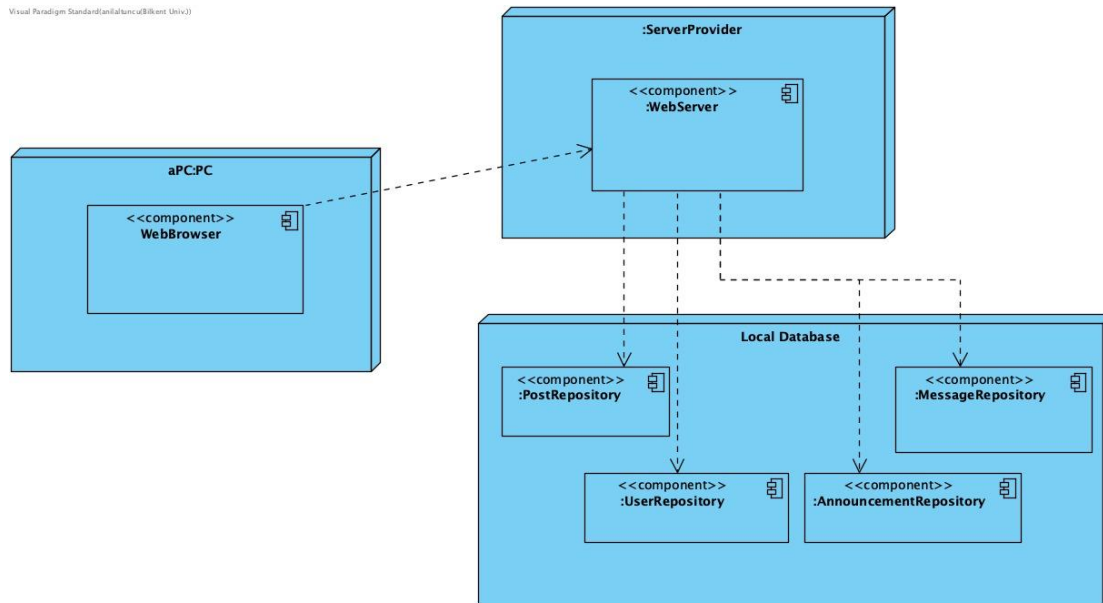 Visual Paradigm Standard(anilaltuncu(Bilkent Univ.))
:ServerProvider
<<component>>
:WebServer
aPC:PC
<<component>>
WebBrowser
Local Database
<<component>>
:PostRepository
<<component>>
:MessageRepository
<<component>>
:UserRepository
<<component>>
:AnnouncementRepository